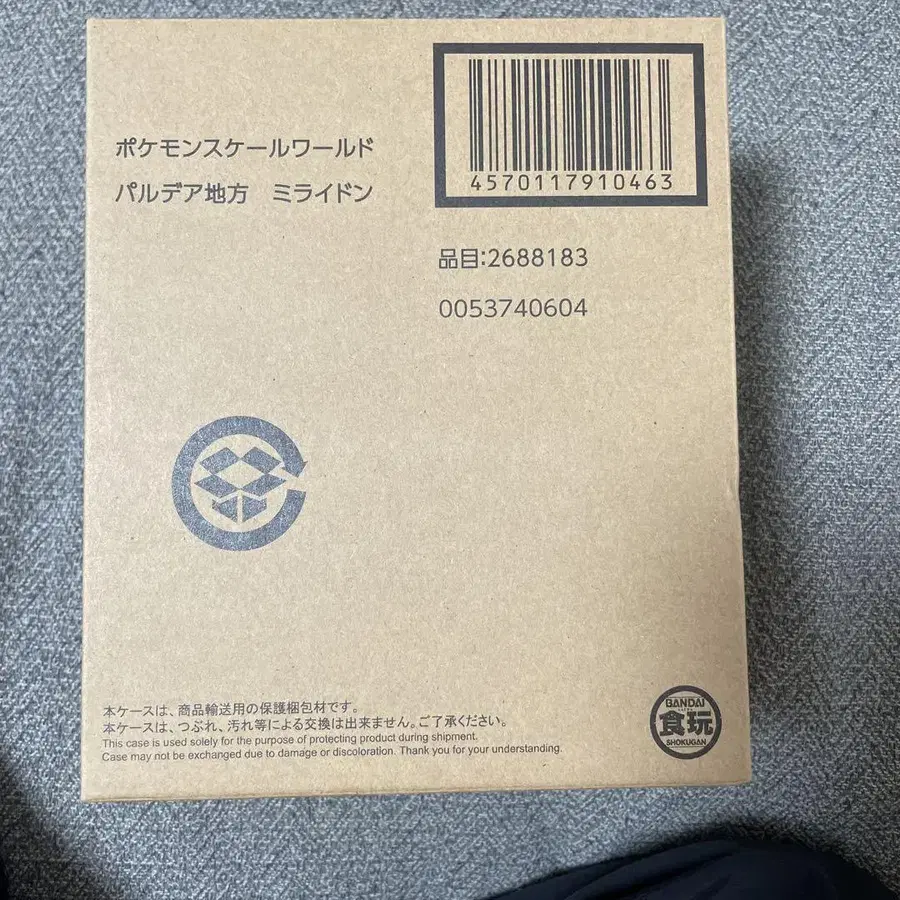 ポケモンスケールワールド
パルデア地方　ミライドン
4570117910463
品目:2688183
0053740604
本ケースは、商品輸送用の保護梱包材です。
本ケースは、つぶれ、汚れ等による交換は出来ません。ご了承ください。
This case is used solely for the purpose of protecting product during shipment.
Case may not be exchanged due to damage or discoloration. Thank you for your understanding.
BANDAI
食玩
SHOKUGAN